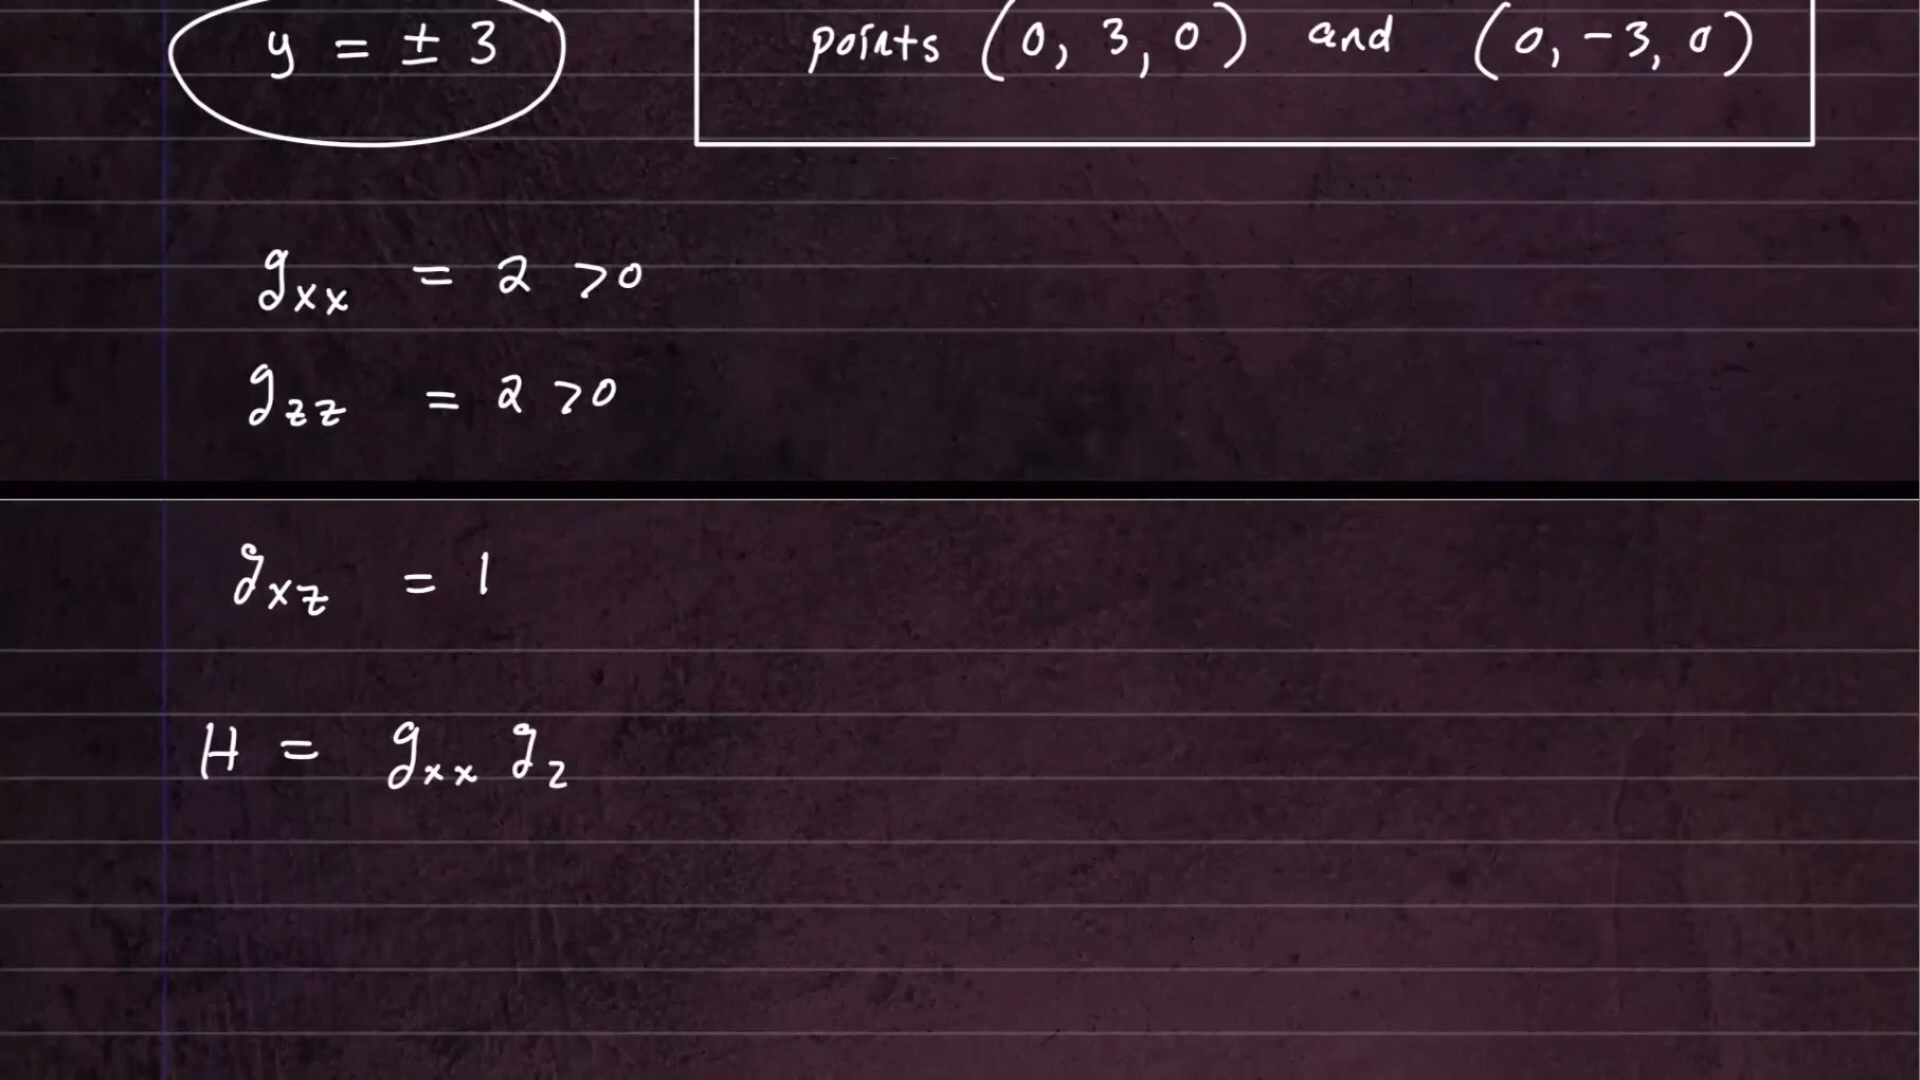 y = ± 3
points (0, 3, 0) and (0, -3, 0)
g_xx = 2 >0
g_zz = 2 >0
g_xz = 1
H = g_xx g_z